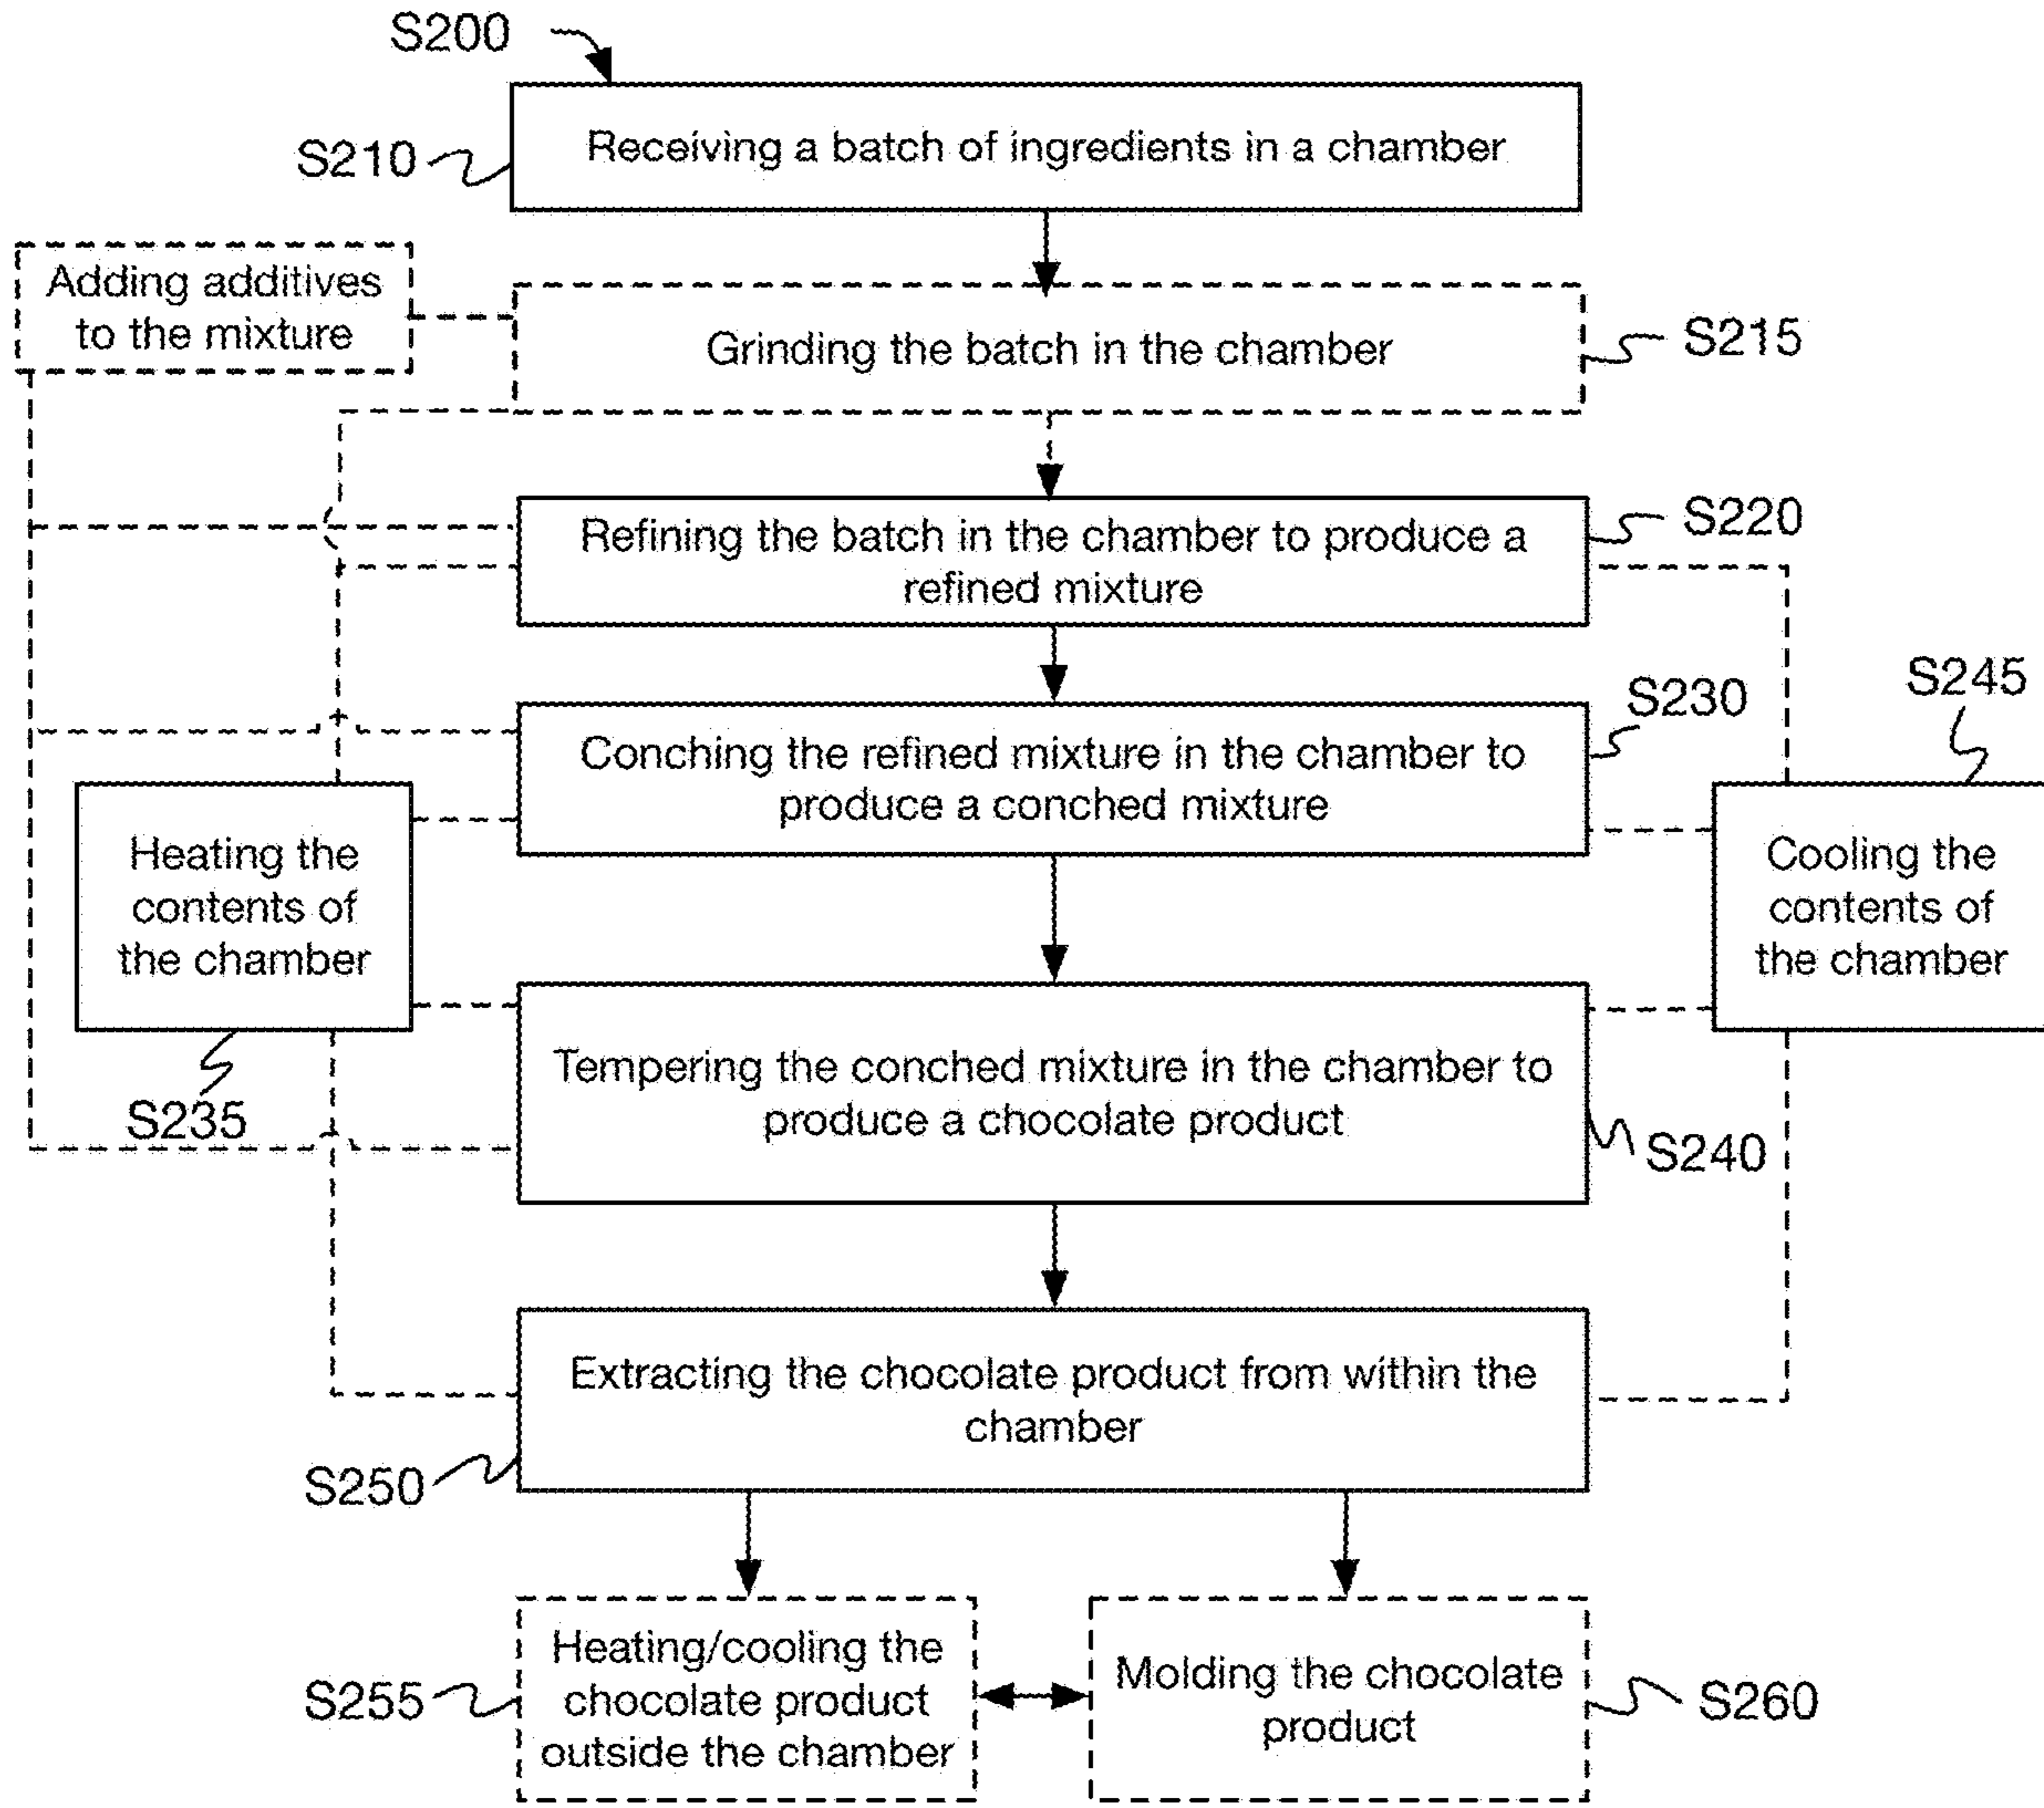 S200
S210
Receiving a batch of ingredients in a chamber
Adding additives
to the mixture
Grinding the batch in the chamber
S215
Refining the batch in the chamber to produce a
refined mixture
S220
Conching the refined mixture in the chamber to
produce a conched mixture
S230
S245
Heating the
contents of
the chamber
S235
Cooling the
contents of
the chamber
Tempering the conched mixture in the chamber to
produce a chocolate product
S240
Extracting the chocolate product from within the
chamber
S250
Heating/cooling the
chocolate product
outside the chamber
S255
Molding the chocolate
product
S260